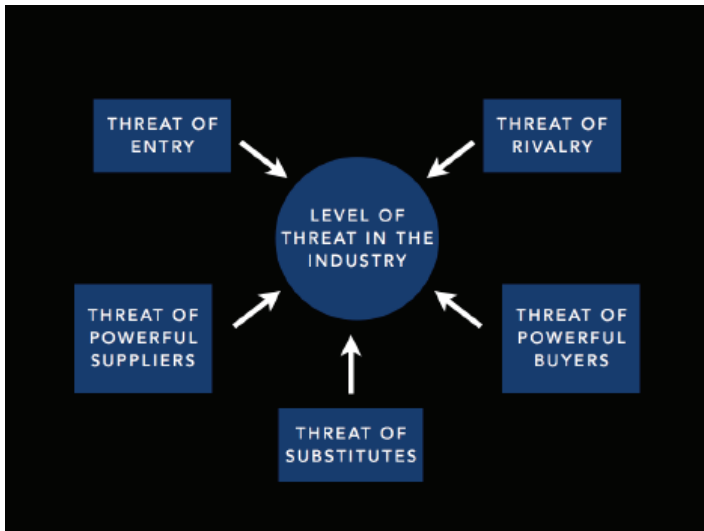 THREAT OF
ENTRY
THREAT OF
RIVALRY
LEVEL OF
THREAT IN THE
INDUSTRY
THREAT OF
POWERFUL
SUPPLIERS
THREAT OF
POWERFUL
BUYERS
THREAT OF
SUBSTITUTES